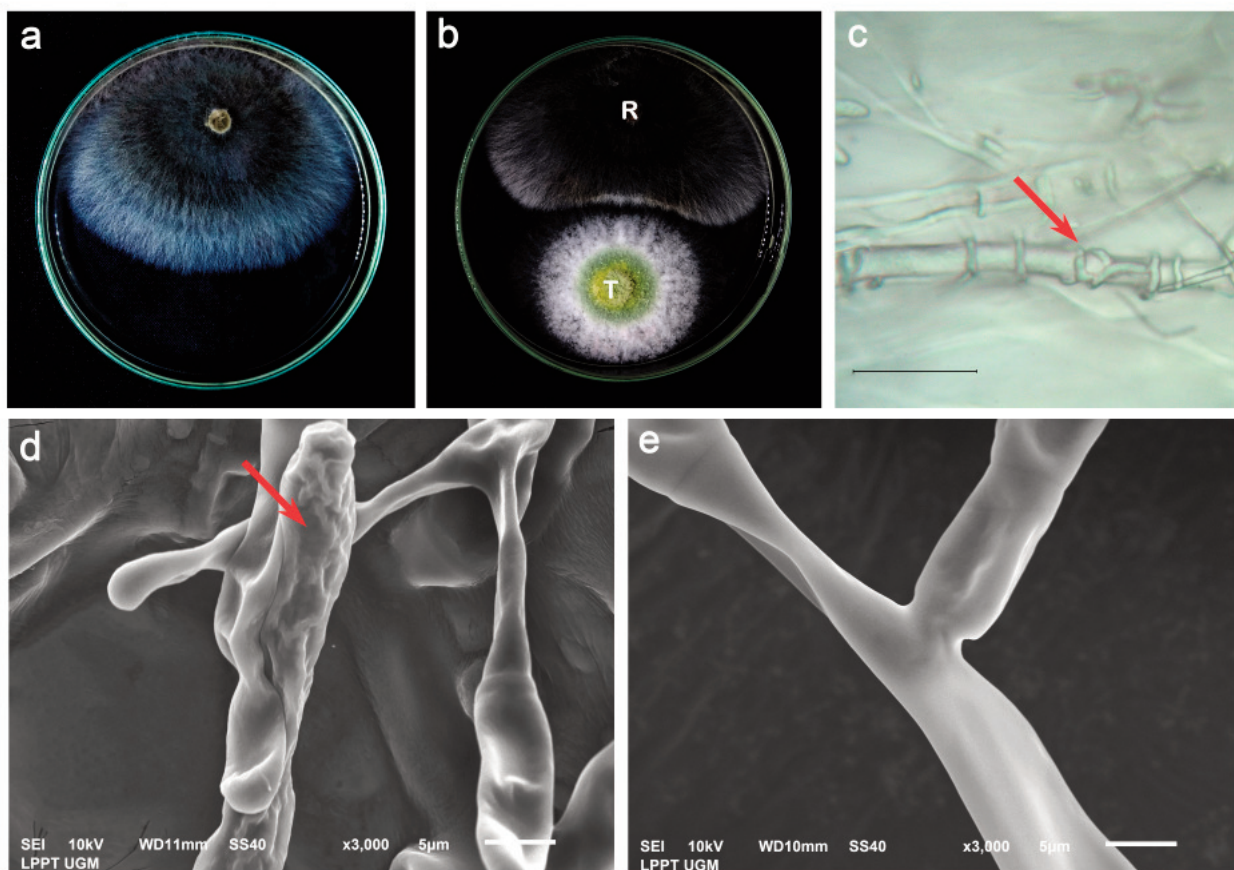 a
b
c
R
T
d
e
SEI 10kV WD11mm SS40 x3,000 5µm
LPPT UGM
SEI 10kV WD10mm SS40 x3,000 5µm
LPPT UGM